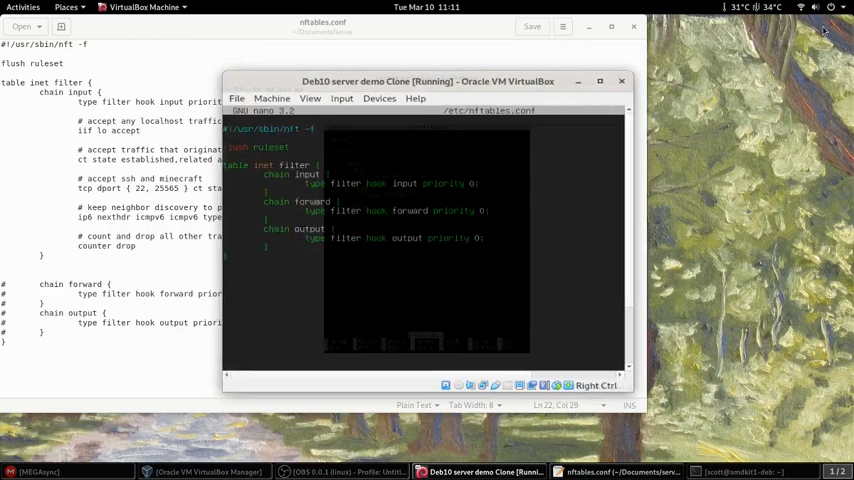 Activities Places VirtualBox Machine Tue Mar 10 11:11 31°C 34°C
Open nftables.conf Save
~/Documents/server
#!/usr/sbin/nft -f
flush ruleset
table inet filter {
chain input {
type filter hook input priorit
# accept any localhost traffic
iif lo accept
# accept traffic that originat
ct state established,related a
# accept ssh and minecraft
tcp dport { 22, 25565 } ct stat
# keep neighbor discovery to p
ip6 nexthdr icmpv6 icmpv6 type
# count and drop all other tra
counter drop
}
# chain forward {
# type filter hook forward prior
# }
# chain output {
# type filter hook output priorit
# }
}
Plain Text Tab Width: 8 Ln 22, Col 29 INS
Deb10 server demo Clone [Running] - Oracle VM VirtualBox
File Machine View Input Devices Help
GNU nano 3.2 /etc/nftables.conf
#!/usr/sbin/nft -f
flush ruleset
table inet filter {
chain input {
type filter hook input priority 0;
}
chain forward {
type filter hook forward priority 0;
}
chain output {
type filter hook output priority 0;
}
}
Right Ctrl
[MEGAsync] [Oracle VM VirtualBox Manager] [OBS 0.0.1 (linux) - Profile: Untitl... Deb10 server demo Clone [Runnin... nftables.conf (~/Documents/serv... [scott@amdkit1-deb: ~] 1 / 2